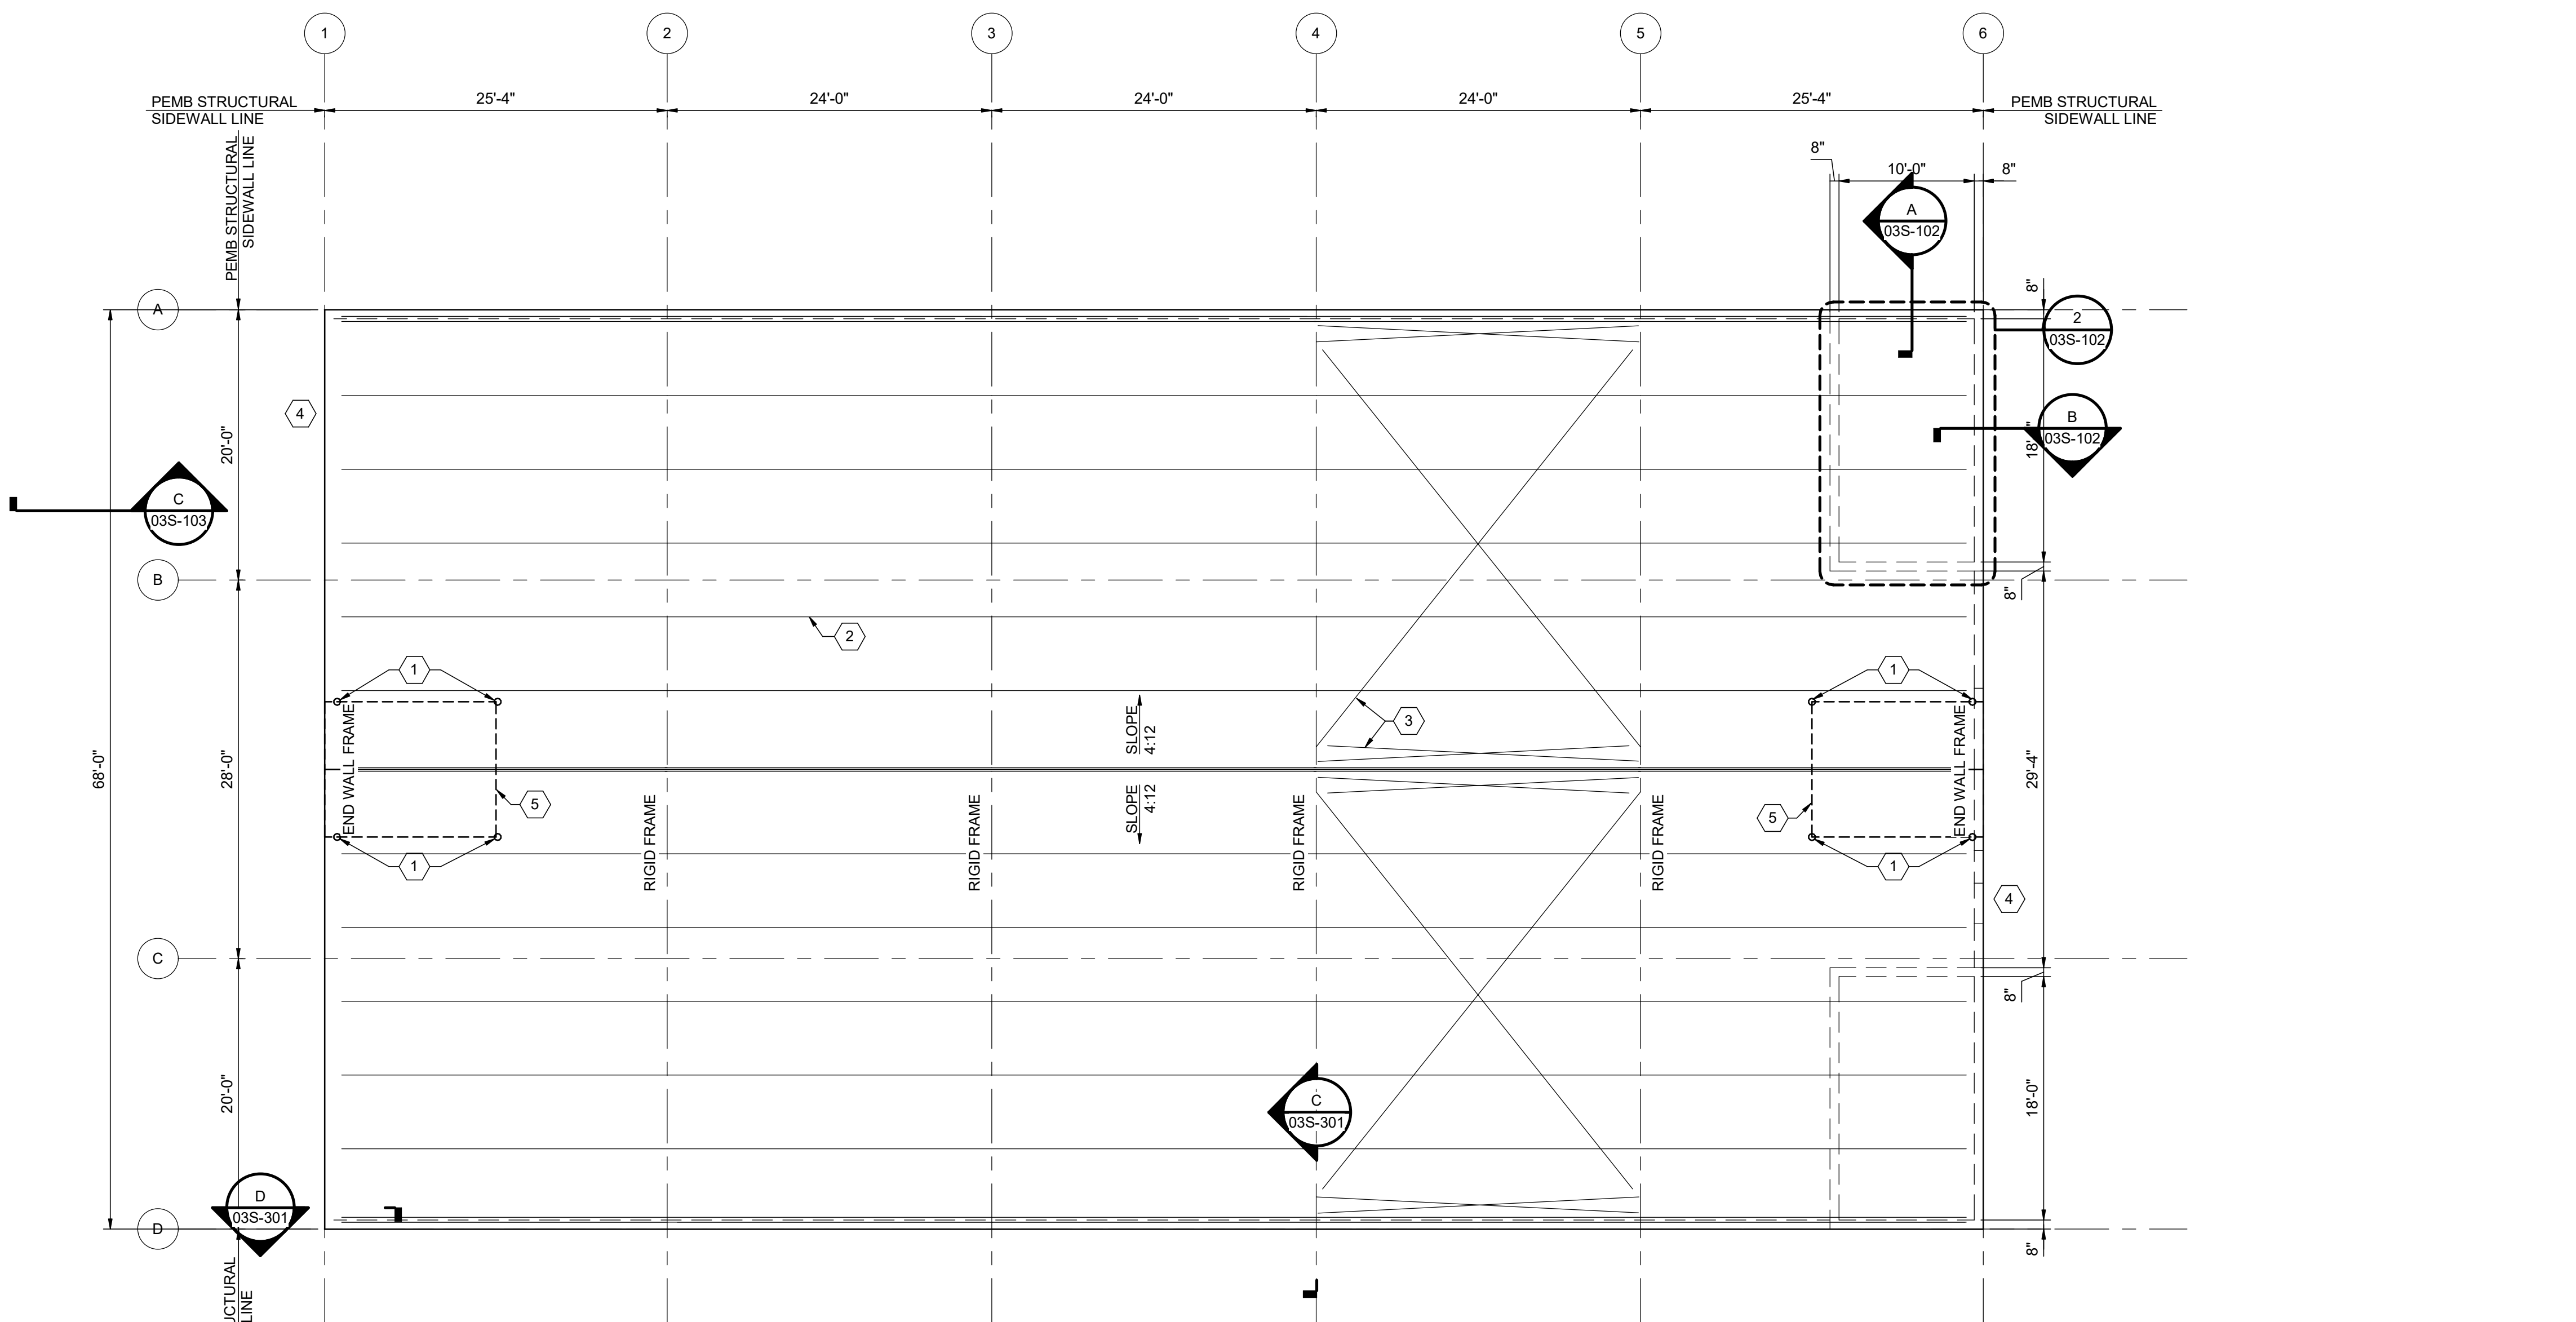 1
2
3
4
5
6
PEMB STRUCTURAL
SIDEWALL LINE
25'-4"
24'-0"
24'-0"
24'-0"
25'-4"
PEMB STRUCTURAL
SIDEWALL LINE
PEMB STRUCTURAL
SIDEWALL LINE
8"
10'-0"
8"
A
03S-102
8"
A
2
03S-102
4
20'-0"
B
03S-102
C
03S-103
B
8"
2
1
1
END WALL FRAME
SLOPE
4:12
3
END WALL FRAME
68'-0"
28'-0"
29'-4"
5
SLOPE
4:12
5
1
RIGID FRAME
RIGID FRAME
RIGID FRAME
RIGID FRAME
1
4
C
8"
20'-0"
C
03S-301
18'-0"
D
03S-301
D
8"
UCTURAL
LINE